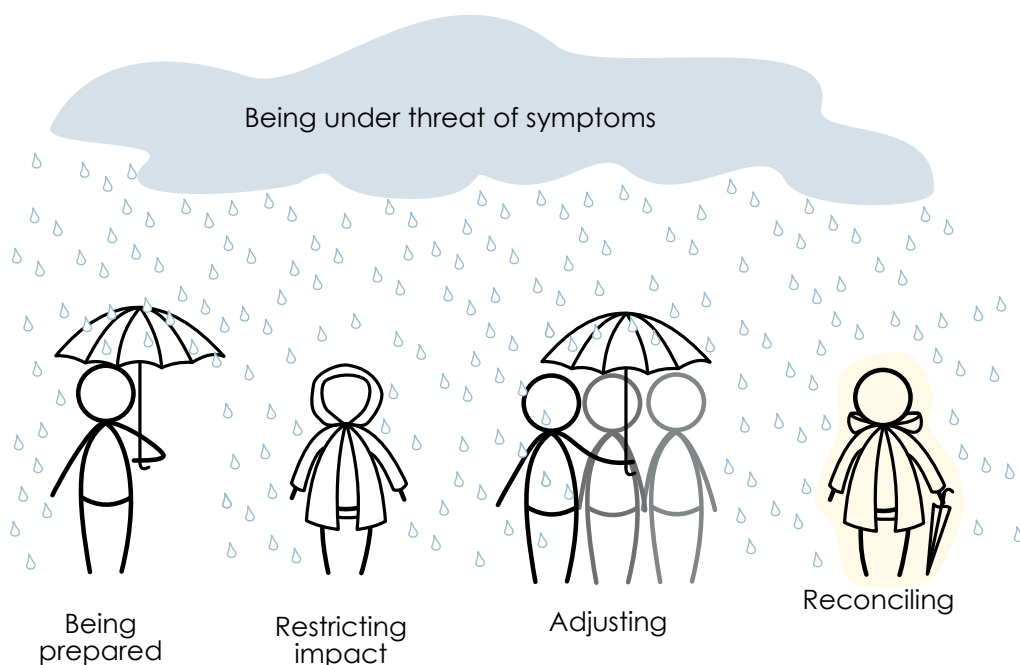 Being under threat of symptoms
Being
prepared
Restricting
impact
Adjusting
Reconciling